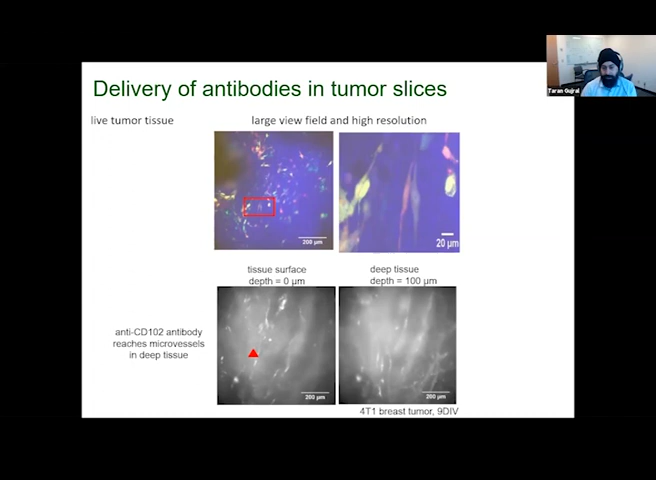 Taran Gujral
Delivery of antibodies in tumor slices
live tumor tissue
large view field and high resolution
200 µm
20 µm
tissue surface
depth = 0 µm
deep tissue
depth = 100 µm
anti-CD102 antibody
reaches microvessels
in deep tissue
200 µm
200 µm
4T1 breast tumor, 9DIV